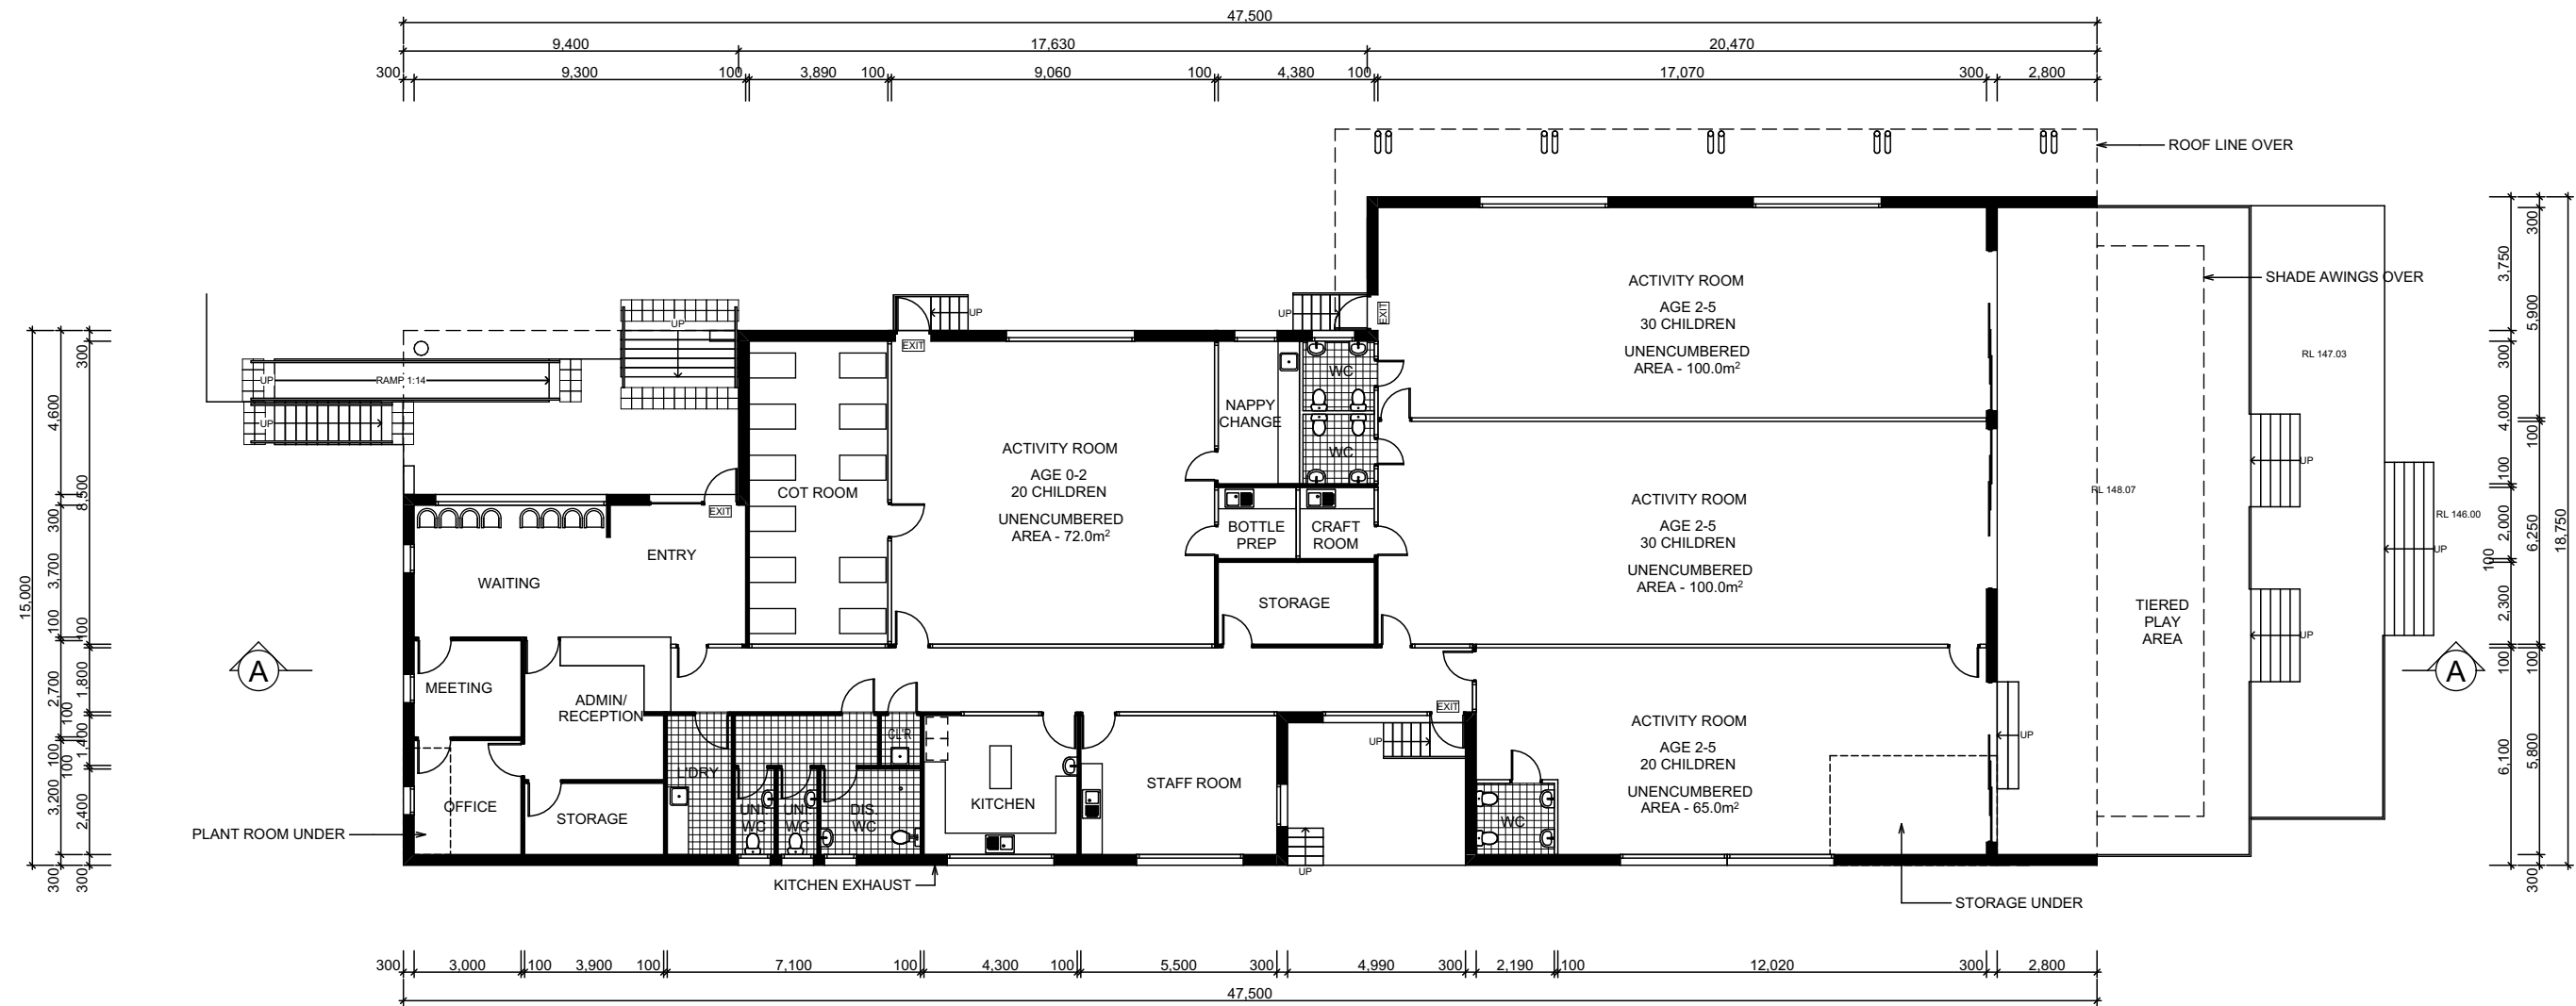 47,500
9,400
17,630
20,470
300
9,300
100
3,890
100
9,060
100
4,380
100
17,070
300
2,800
ROOF LINE OVER
SHADE AWINGS OVER
ACTIVITY ROOM
AGE 2-5
30 CHILDREN
UNENCUMBERED
AREA - 100.0m²
EXIT
UP
UP
UP
EXIT
RL 147.03
UP
RAMP 1:14
UP
WC
NAPPY
CHANGE
WC
ACTIVITY ROOM
AGE 0-2
20 CHILDREN
UNENCUMBERED
AREA - 72.0m²
COT ROOM
EXIT
ENTRY
WAITING
BOTTLE
PREP
CRAFT
ROOM
STORAGE
ACTIVITY ROOM
AGE 2-5
30 CHILDREN
UNENCUMBERED
AREA - 100.0m²
RL 148.07
UP
RL 146.00
UP
TIERED
PLAY
AREA
UP
A
A
MEETING
ADMIN/
RECEPTION
OFFICE
STORAGE
L'DRY
UNI.
WC
UNI.
WC
DIS.
WC
CL'R
KITCHEN
STAFF ROOM
UP
EXIT
UP
ACTIVITY ROOM
AGE 2-5
20 CHILDREN
UNENCUMBERED
AREA - 65.0m²
UP
WC
PLANT ROOM UNDER
KITCHEN EXHAUST
STORAGE UNDER
15,000
4,600
300
3,700
100
2,700
100
3,200
300
300
8,500
100
1,800
100
1,400
100
2,400
300
3,750
300
4,000
100
2,000
100
2,300
100
6,100
300
5,900
100
6,250
100
5,800
300
18,750
300
3,000
100
3,900
100
7,100
100
4,300
100
5,500
300
4,990
300
2,190
100
12,020
300
2,800
47,500